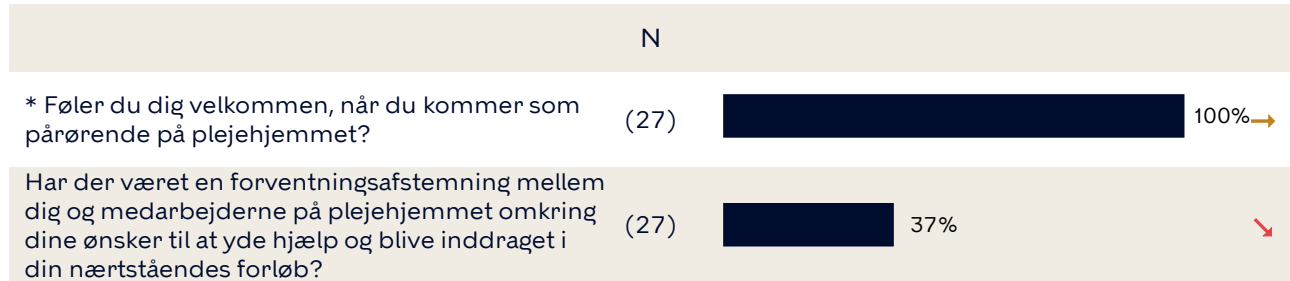 N
* Føler du dig velkommen, når du kommer som
pårørende på plejehjemmet?
(27)
100%
Har der været en forventningsafstemning mellem
dig og medarbejderne på plejehjemmet omkring
dine ønsker til at yde hjælp og blive inddraget i
din nærtståendes forløb?
(27)
37%